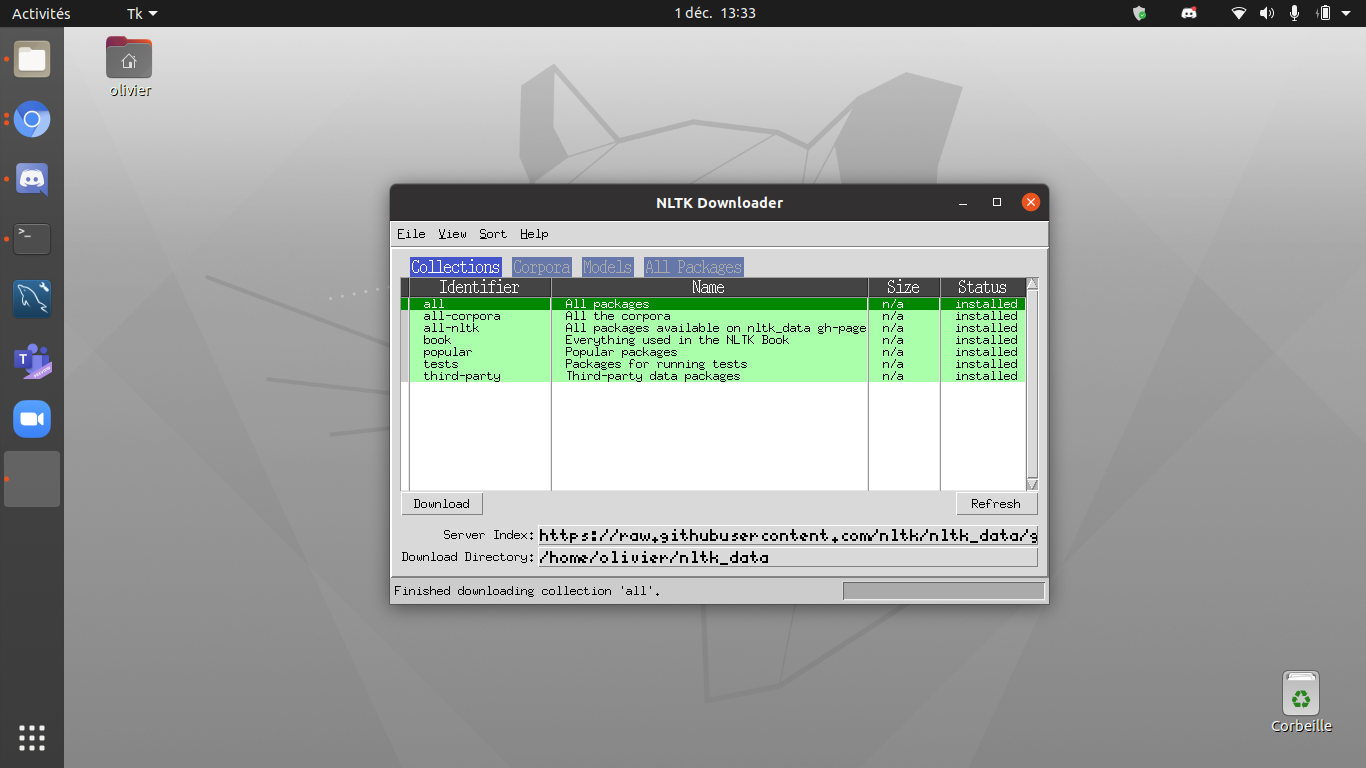 Activités Tk 1 déc. 13:33
olivier
NLTK Downloader
File View Sort Help
Collections Corpora Models All Packages
Identifier Name Size Status
all All packages n/a installed
all-corpora All the corpora n/a installed
all-nltk All packages available on nltk_data gh-page n/a installed
book Everything used in the NLTK Book n/a installed
popular Popular packages n/a installed
tests Packages for running tests n/a installed
third-party Third-party data packages n/a installed
Download Refresh
Server Index: https://raw.githubusercontent.com/nltk/nltk_data/g
Download Directory: /home/olivier/nltk_data
Finished downloading collection 'all'.
Corbeille